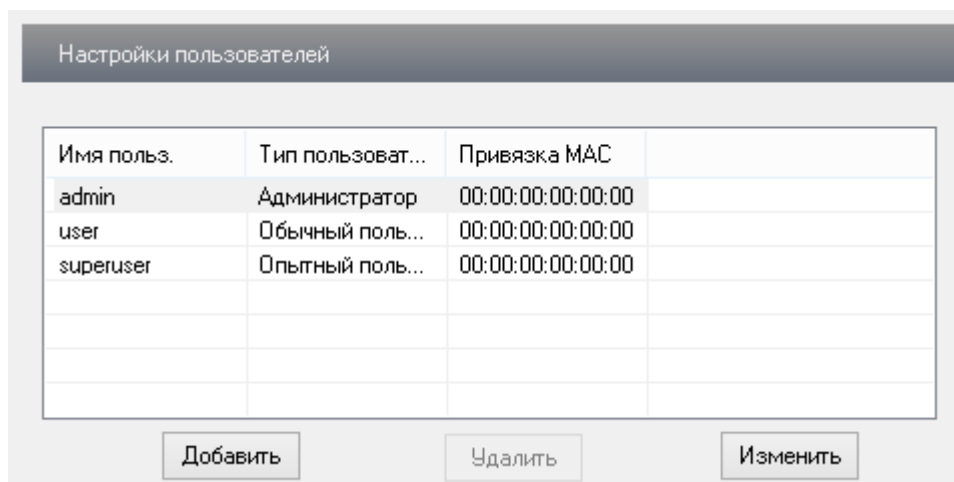 Настройки пользователей
Имя польз. Тип пользоват... Привязка MAC
admin Администратор 00:00:00:00:00:00
user Обычный поль... 00:00:00:00:00:00
superuser Опытный поль... 00:00:00:00:00:00
Добавить Удалить Изменить